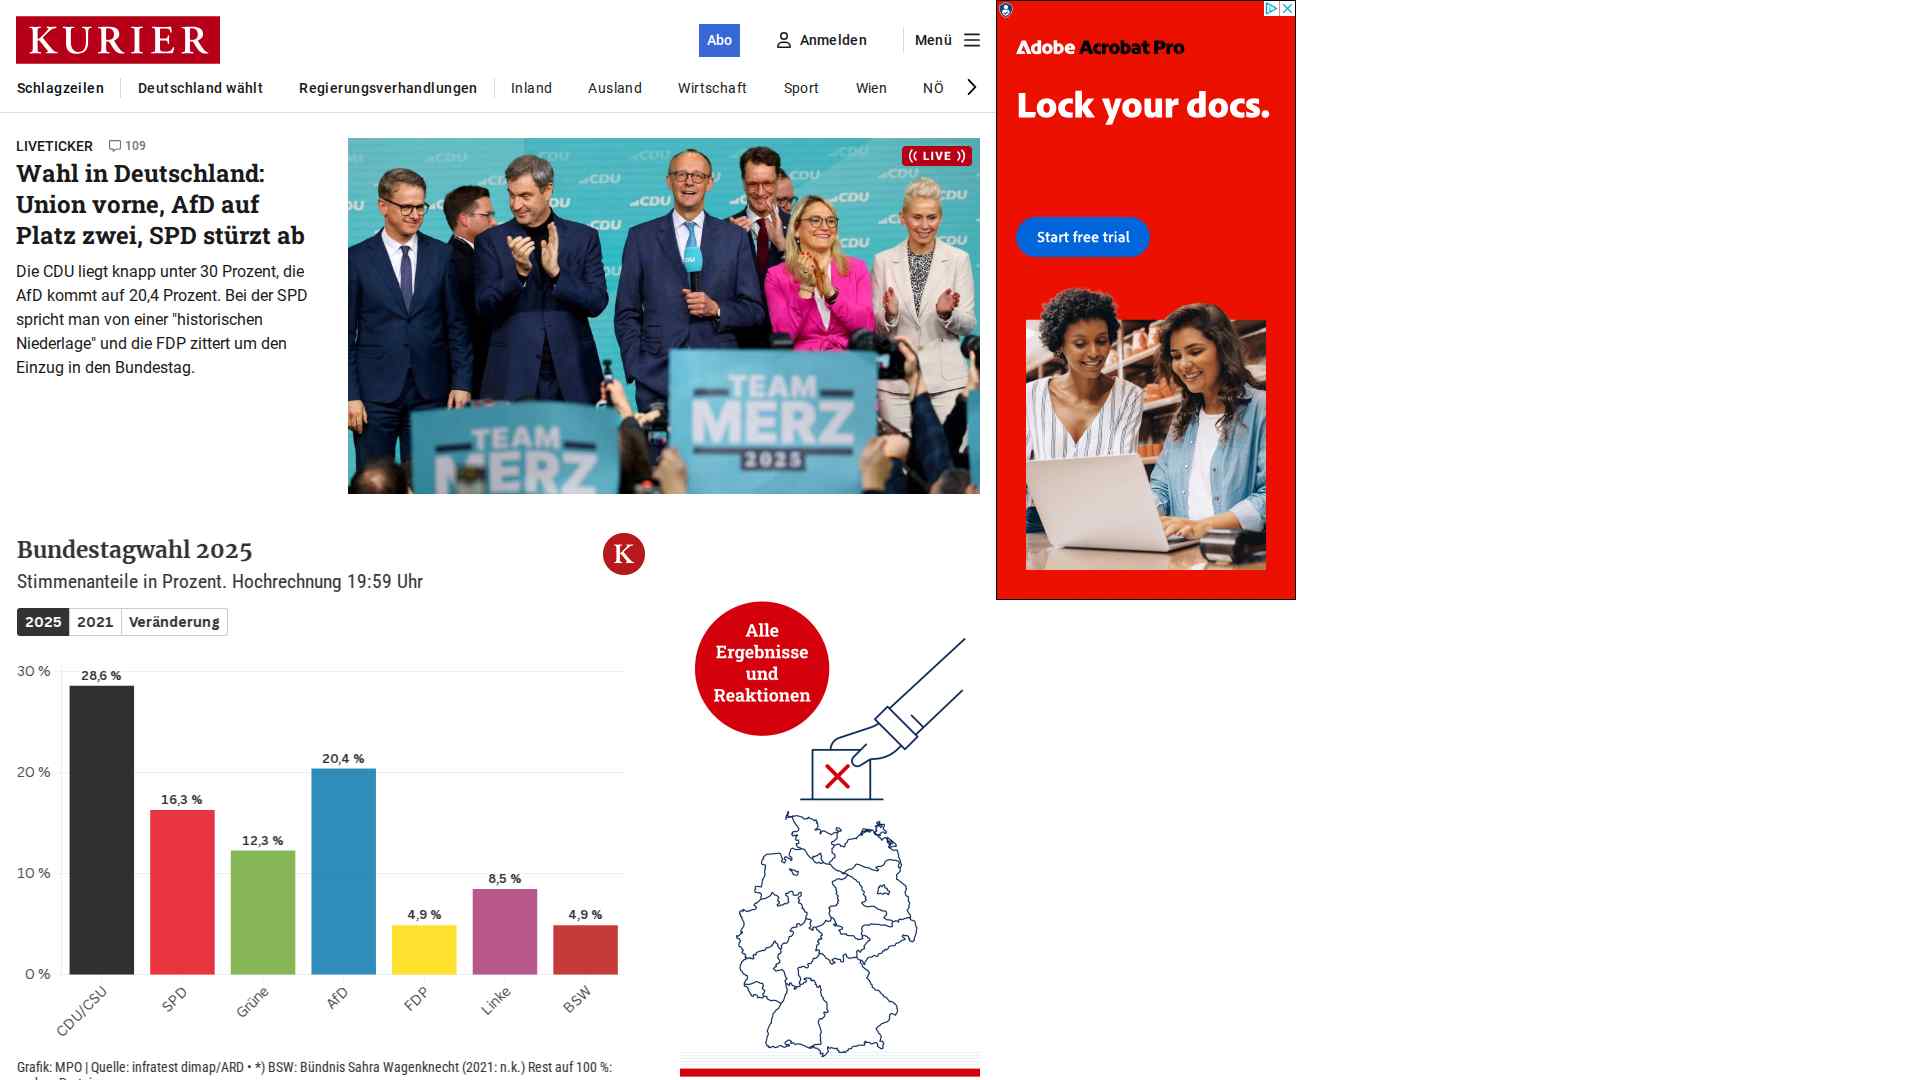 KURIER
Abo
Anmelden
Menü
Schlagzeilen
Deutschland wählt
Regierungsverhandlungen
Inland
Ausland
Wirtschaft
Sport
Wien
NÖ
LIVETICKER
109
Wahl in Deutschland:
Union vorne, AfD auf
Platz zwei, SPD stürzt ab
Die CDU liegt knapp unter 30 Prozent, die
AfD kommt auf 20,4 Prozent. Bei der SPD
spricht man von einer "historischen
Niederlage" und die FDP zittert um den
Einzug in den Bundestag.
LIVE
CDU
CDU
CDU
CDU
CDU
TEAM
MERZ
2025
TEAM
MERZ
Adobe Acrobat Pro
Lock your docs.
Start free trial
Bundestagwahl 2025
K
Stimmenanteile in Prozent. Hochrechnung 19:59 Uhr
2025
2021
Veränderung
30 %
20 %
10 %
0 %
28,6 %
16,3 %
12,3 %
20,4 %
4,9 %
8,5 %
4,9 %
CDU/CSU
SPD
Grüne
AfD
FDP
Linke
BSW
Grafik: MPO | Quelle: infratest dimap/ARD • *) BSW: Bündnis Sahra Wagenknecht (2021: n.k.) Rest auf 100 %:
Alle
Ergebnisse
und
Reaktionen